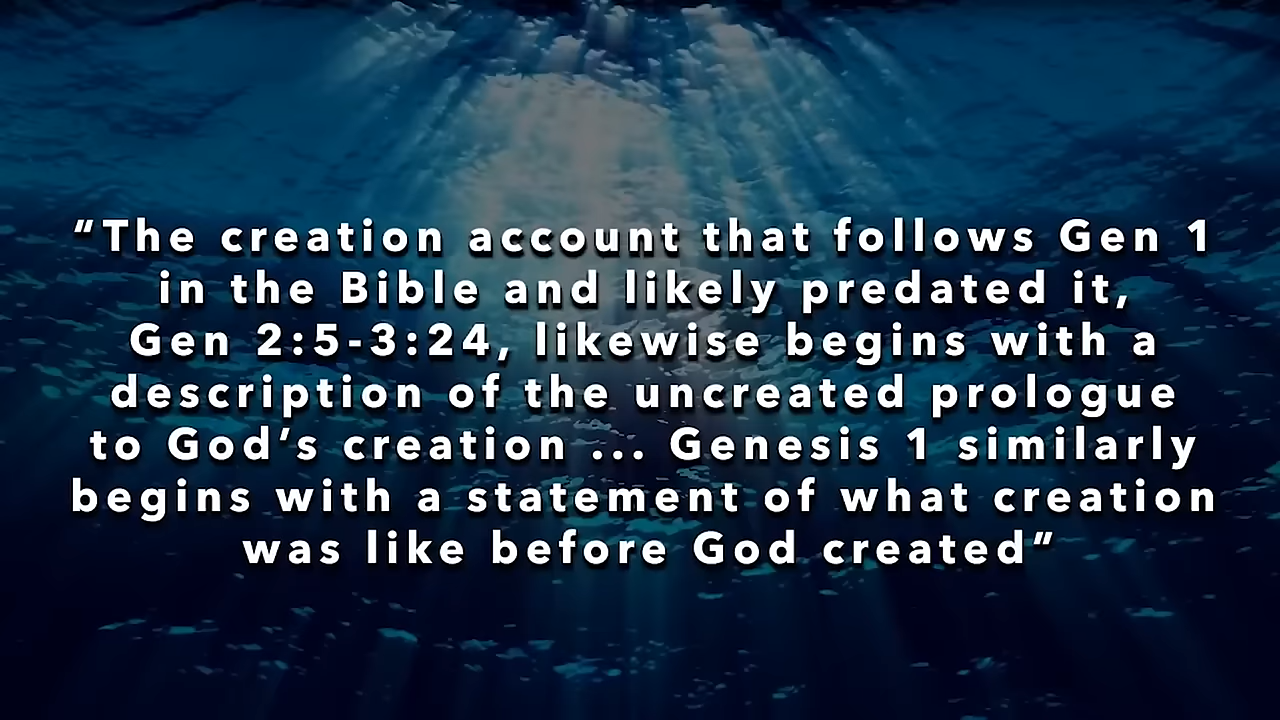 "The creation account that follows Gen 1
in the Bible and likely predated it,
Gen 2:5-3:24, likewise begins with a
description of the uncreated prologue
to God's creation ... Genesis 1 similarly
begins with a statement of what creation
was like before God created"